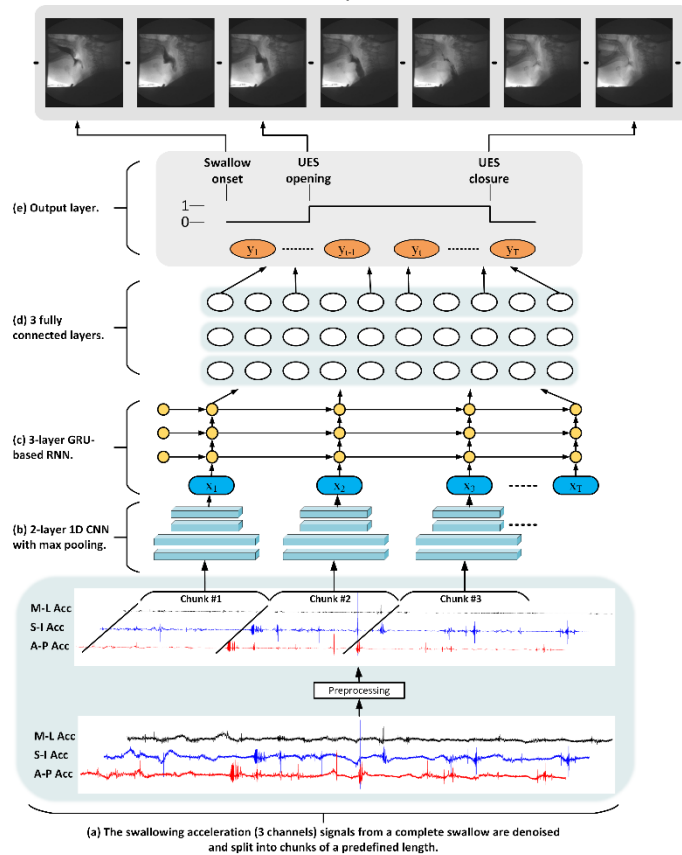 Swallow onset
UES opening
UES closure
(e) Output layer.
1
0
y1
yt-1
yt
yT
(d) 3 fully
connected layers.
(c) 3-layer GRU-
based RNN.
x1
x2
x3
xT
(b) 2-layer 1D CNN
with max pooling.
Chunk #1
Chunk #2
Chunk #3
M-L Acc
S-I Acc
A-P Acc
Preprocessing
M-L Acc
S-I Acc
A-P Acc
(a) The swallowing acceleration (3 channels) signals from a complete swallow are denoised
and split into chunks of a predefined length.